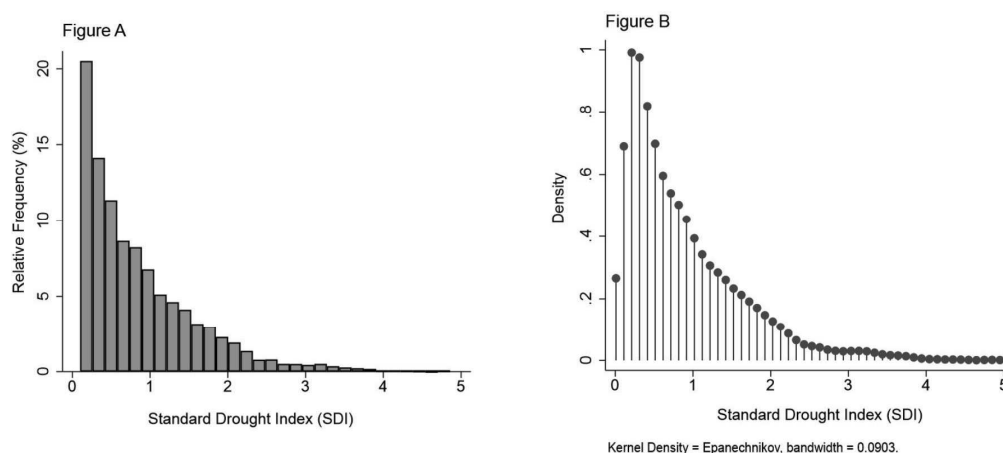 Figure A
Relative Frequency (%)
20
15
10
5
0
0 1 2 3 4 5
Standard Drought Index (SDI)
Figure B
Density
1
.8
.6
.4
.2
0
0 1 2 3 4 5
Standard Drought Index (SDI)
Kernel Density = Epanechnikov, bandwidth = 0.0903.